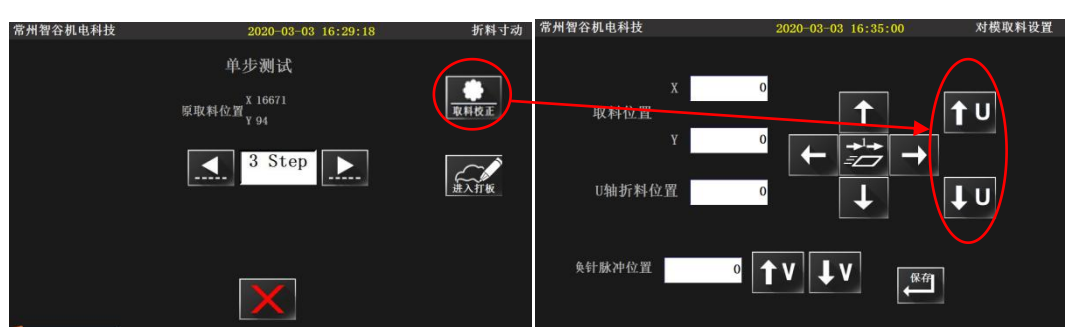 常州智谷机电科技 2020-03-03 16:29:18 折料寸动
单步测试
原取料位置 X 16671
Y 94
取料校正
3 Step
进入打板
常州智谷机电科技 2020-03-03 16:35:00 对模取料设置
X 0
取料位置
Y 0
U轴折料位置 0
U
U
换针脉冲位置 0
V
V
保存